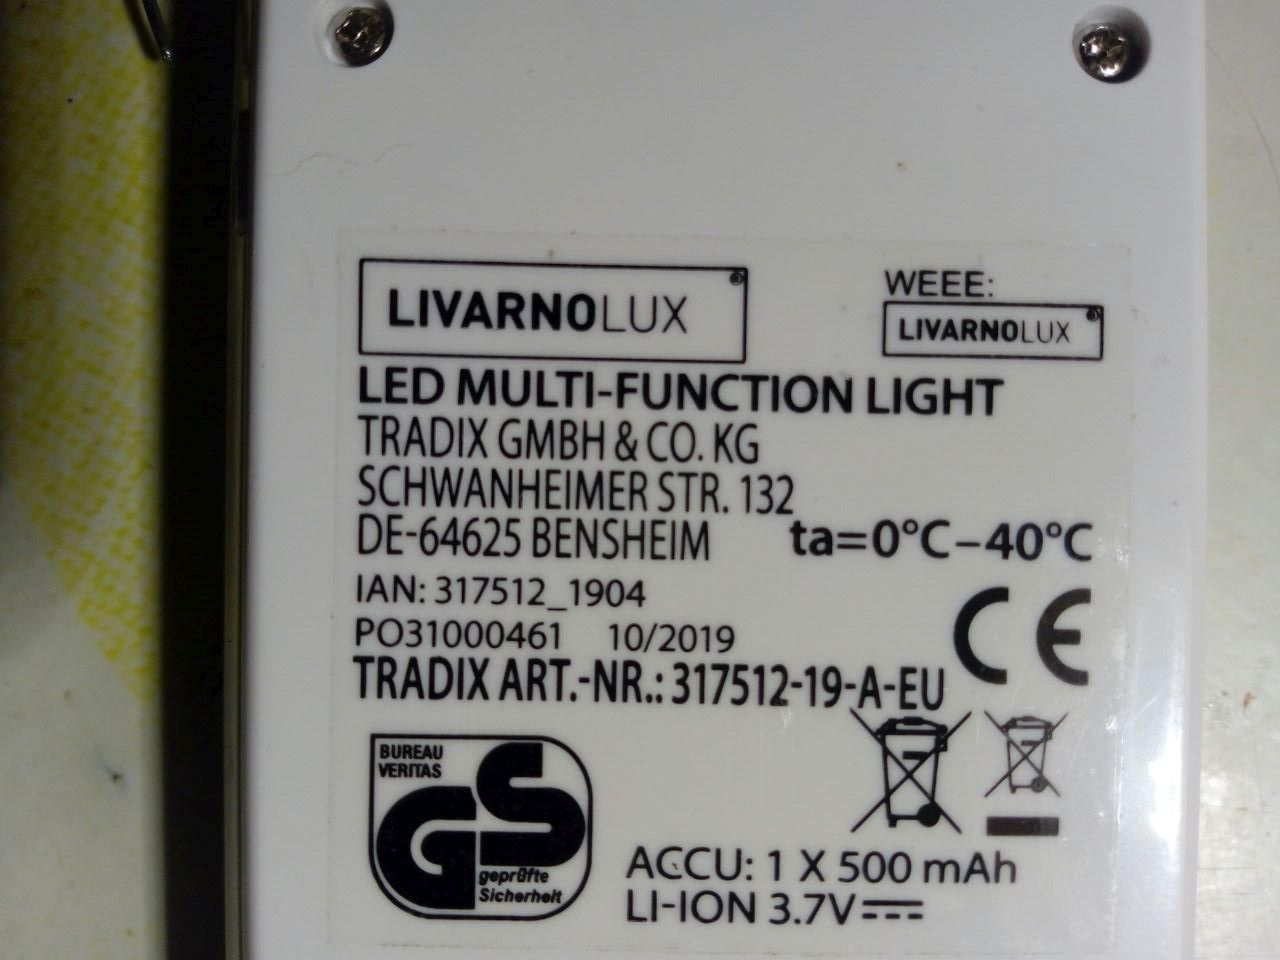 LIVARNOLUX
WEEE:
LIVARNOLUX
LED MULTI-FUNCTION LIGHT
TRADIX GMBH & CO. KG
SCHWANHEIMER STR. 132
DE-64625 BENSHEIM
ta=0°C–40°C
IAN: 317512_1904
PO31000461 10/2019
TRADIX ART.-NR.: 317512-19-A-EU
CE
BUREAU
VERITAS
GS
geprüfte
Sicherheit
ACCU: 1 X 500 mAh
LI-ION 3.7V